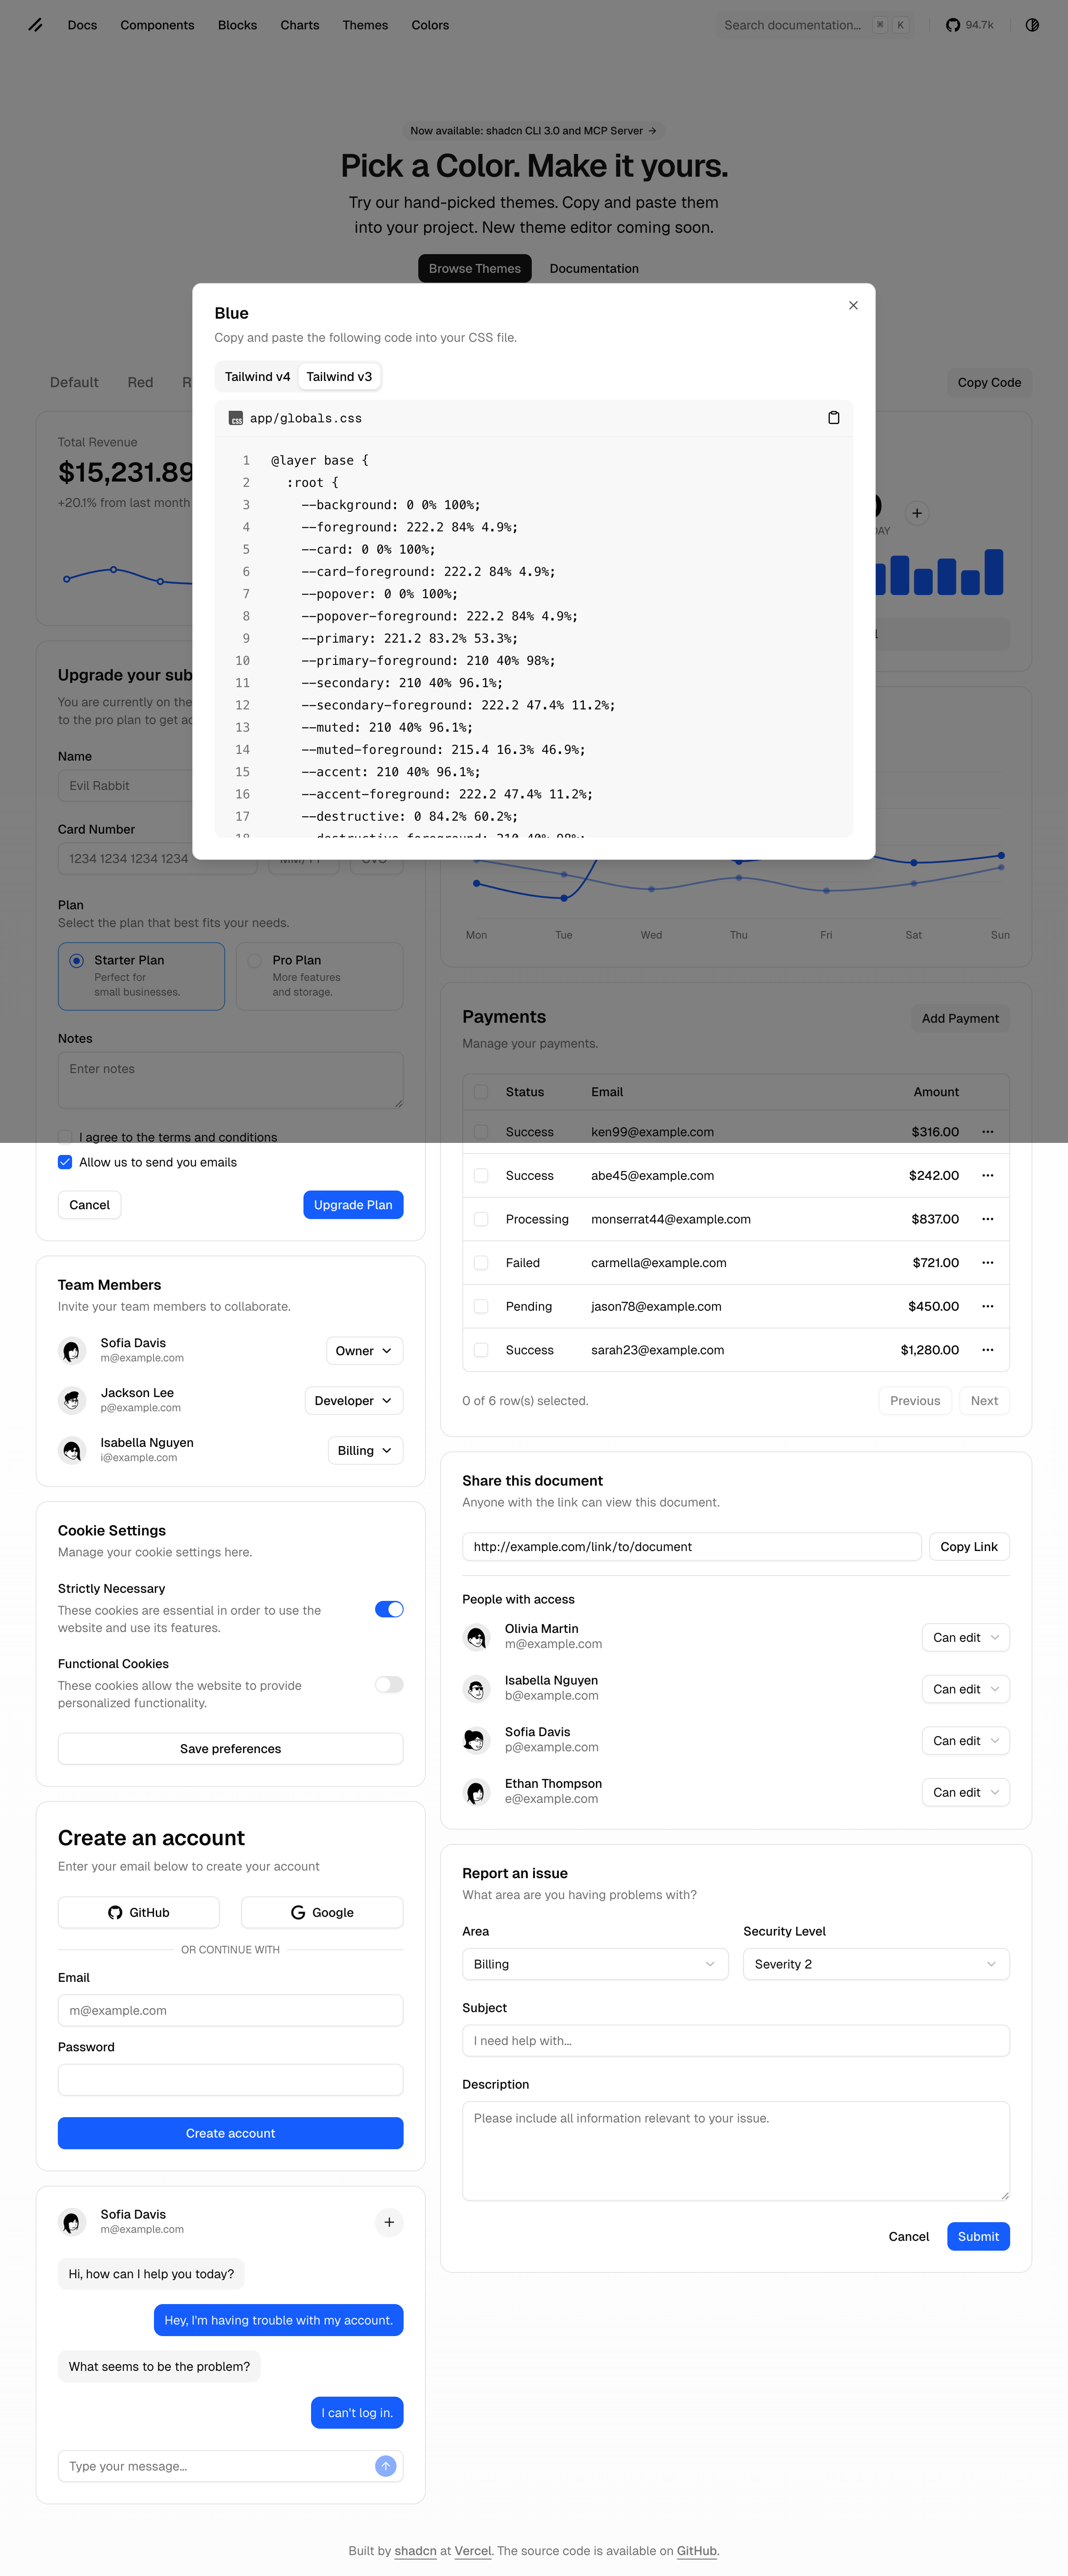 Docs Components Blocks Charts Themes Colors Search documentation... ⌘ K 94.7k
Now available: shadcn CLI 3.0 and MCP Server →
Pick a Color. Make it yours.
Try our hand-picked themes. Copy and paste them
into your project. New theme editor coming soon.
Browse Themes Documentation
Blue
Copy and paste the following code into your CSS file.
Tailwind v4 Tailwind v3
app/globals.css
1 @layer base {
2 :root {
3 --background: 0 0% 100%;
4 --foreground: 222.2 84% 4.9%;
5 --card: 0 0% 100%;
6 --card-foreground: 222.2 84% 4.9%;
7 --popover: 0 0% 100%;
8 --popover-foreground: 222.2 84% 4.9%;
9 --primary: 221.2 83.2% 53.3%;
10 --primary-foreground: 210 40% 98%;
11 --secondary: 210 40% 96.1%;
12 --secondary-foreground: 222.2 47.4% 11.2%;
13 --muted: 210 40% 96.1%;
14 --muted-foreground: 215.4 16.3% 46.9%;
15 --accent: 210 40% 96.1%;
16 --accent-foreground: 222.2 47.4% 11.2%;
17 --destructive: 0 84.2% 60.2%;
18 --destructive-foreground: 210 40% 98%;
Default Red R
Copy Code
Total Revenue
$15,231.89
+20.1% from last month
DAY
Upgrade your sub
You are currently on the
to the pro plan to get ac
Name
Evil Rabbit
Card Number
1234 1234 1234 1234 MM/YY CVC
Plan
Select the plan that best fits your needs.
Starter Plan
Perfect for
small businesses.
Pro Plan
More features
and storage.
Notes
Enter notes
I agree to the terms and conditions
Allow us to send you emails
Cancel Upgrade Plan
Team Members
Invite your team members to collaborate.
Sofia Davis
m@example.com
Owner
Jackson Lee
p@example.com
Developer
Isabella Nguyen
i@example.com
Billing
Cookie Settings
Manage your cookie settings here.
Strictly Necessary
These cookies are essential in order to use the
website and use its features.
Functional Cookies
These cookies allow the website to provide
personalized functionality.
Save preferences
Create an account
Enter your email below to create your account
GitHub Google
OR CONTINUE WITH
Email
m@example.com
Password
Create account
Sofia Davis
m@example.com
Hi, how can I help you today?
Hey, I'm having trouble with my account.
What seems to be the problem?
I can't log in.
Type your message...
Mon Tue Wed Thu Fri Sat Sun
Payments
Manage your payments.
Add Payment
Status Email Amount
Success ken99@example.com $316.00 ...
Success abe45@example.com $242.00 ...
Processing monserrat44@example.com $837.00 ...
Failed carmella@example.com $721.00 ...
Pending jason78@example.com $450.00 ...
Success sarah23@example.com $1,280.00 ...
0 of 6 row(s) selected.
Previous Next
Share this document
Anyone with the link can view this document.
http://example.com/link/to/document Copy Link
People with access
Olivia Martin
m@example.com
Can edit
Isabella Nguyen
b@example.com
Can edit
Sofia Davis
p@example.com
Can edit
Ethan Thompson
e@example.com
Can edit
Report an issue
What area are you having problems with?
Area Security Level
Billing Severity 2
Subject
I need help with...
Description
Please include all information relevant to your issue.
Cancel Submit
Built by shadcn at Vercel. The source code is available on GitHub.